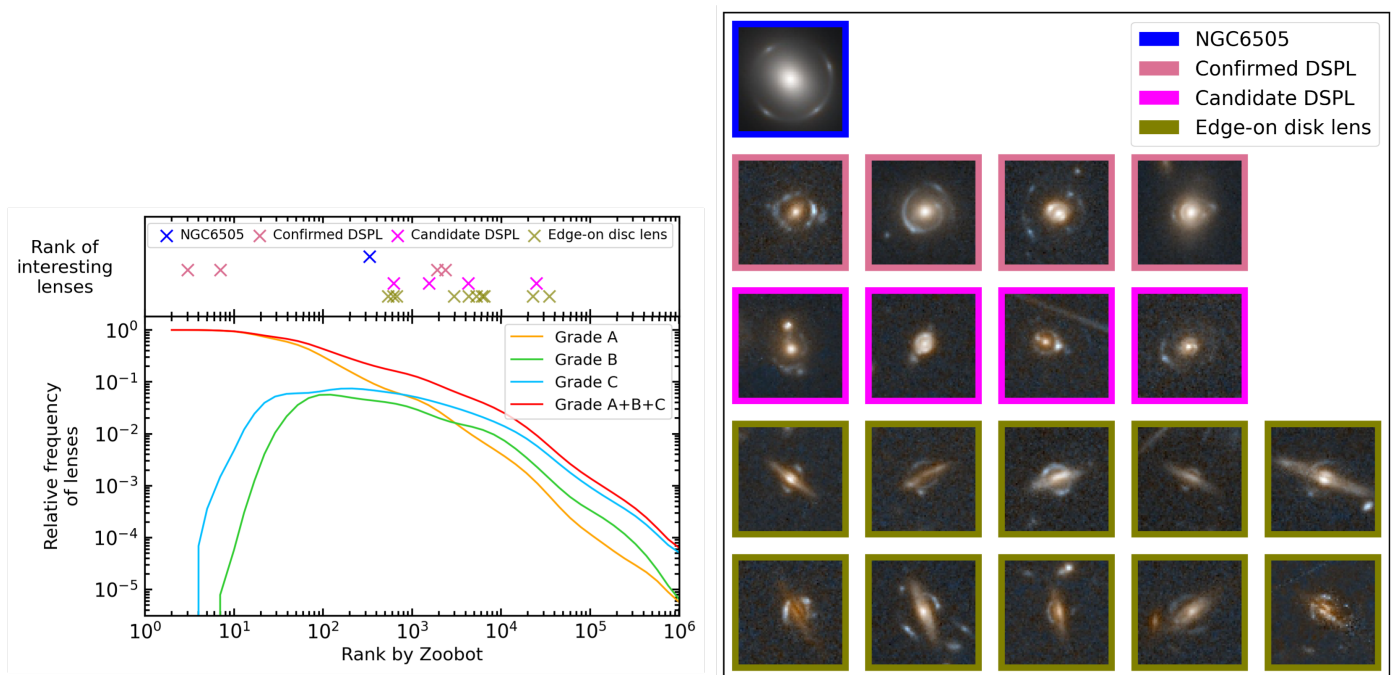 Rank of
interesting
lenses
NGC6505 Confirmed DSPL Candidate DSPL Edge-on disc lens
Relative frequency
of lenses
10^0
10^-1
10^-2
10^-3
10^-4
10^-5
Grade A
Grade B
Grade C
Grade A+B+C
10^0 10^1 10^2 10^3 10^4 10^5 10^6
Rank by Zoobot
NGC6505
Confirmed DSPL
Candidate DSPL
Edge-on disk lens